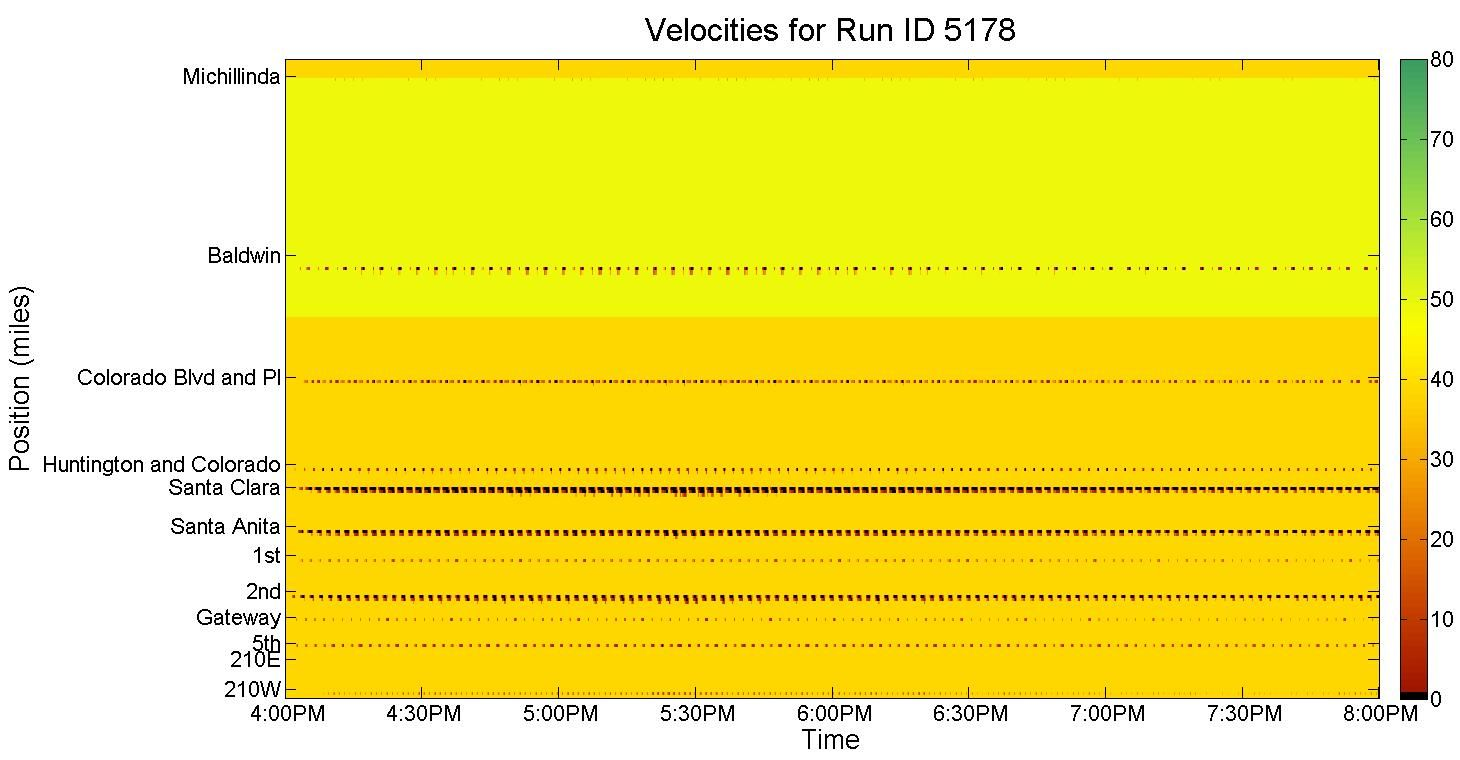 Velocities for Run ID 5178
Michillinda
Baldwin
Colorado Blvd and Pl
Huntington and Colorado
Santa Clara
Santa Anita
1st
2nd
Gateway
5th
210E
210W
Position (miles)
4:00PM 4:30PM 5:00PM 5:30PM 6:00PM 6:30PM 7:00PM 7:30PM 8:00PM
Time
80
70
60
50
40
30
20
10
0